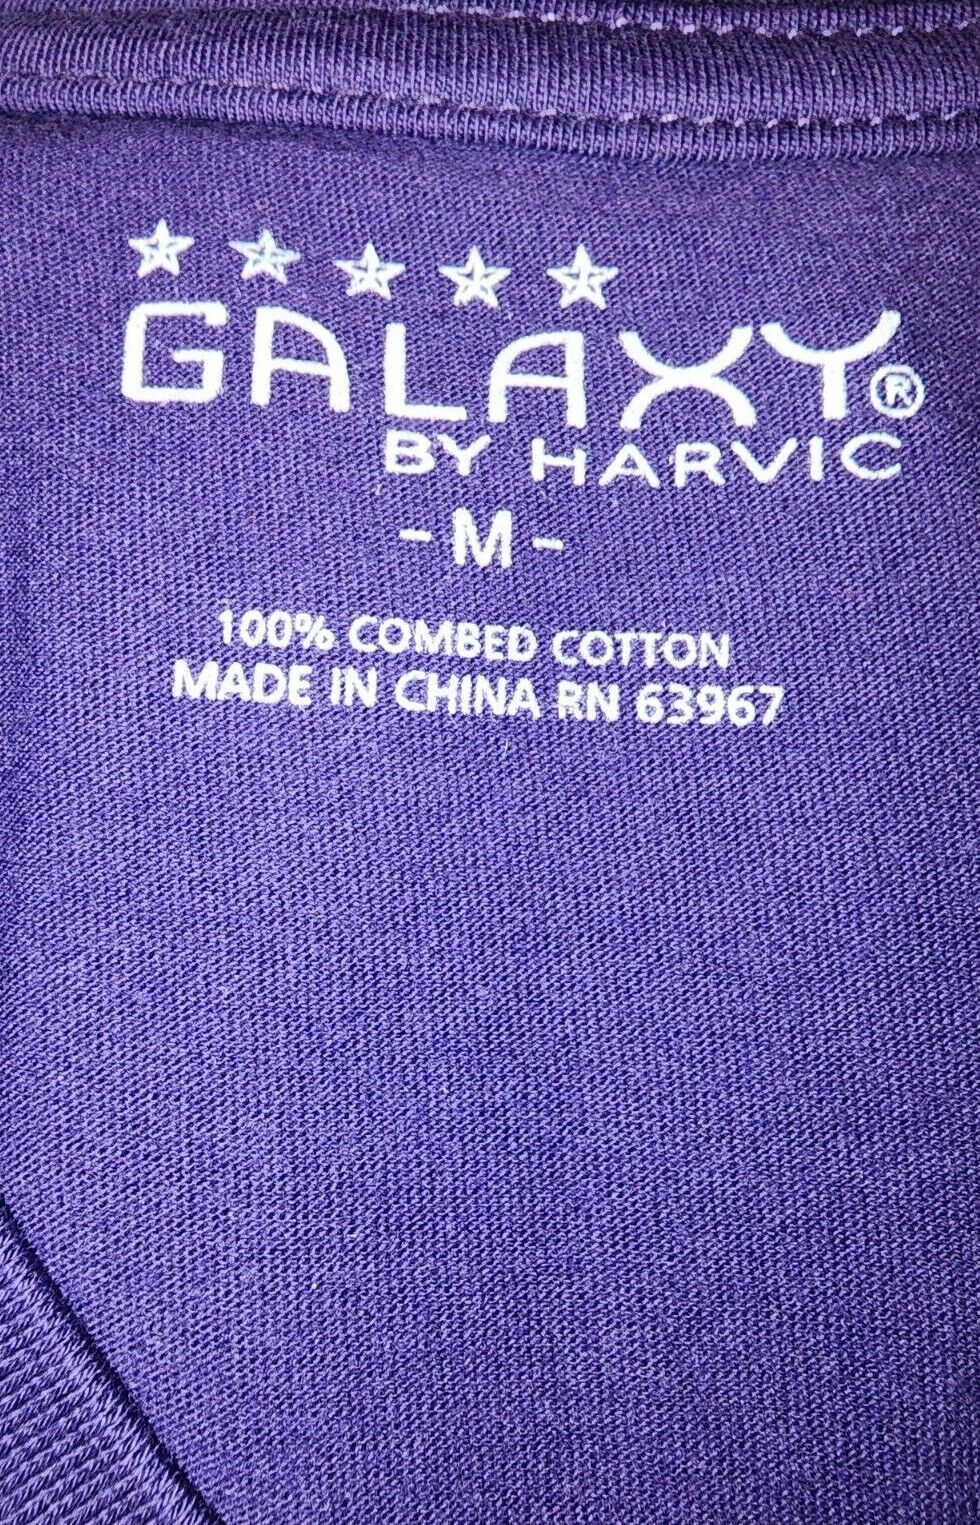 GALAXY®
BY HARVIC
- M -
100% COMBED COTTON
MADE IN CHINA RN 63967